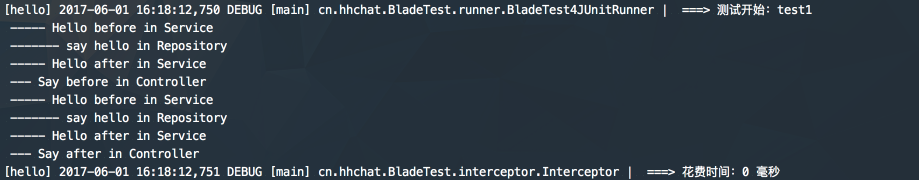 [hello] 2017-06-01 16:18:12,750 DEBUG [main] cn.hhchat.BladeTest.runner.BladeTest4JUnitRunner |  ===> 测试开始：test1
----- Hello before in Service
------- say hello in Repository
----- Hello after in Service
--- Say before in Controller
----- Hello before in Service
------- say hello in Repository
----- Hello after in Service
--- Say after in Controller
[hello] 2017-06-01 16:18:12,751 DEBUG [main] cn.hhchat.BladeTest.interceptor.Interceptor |  ===> 花费时间：0 毫秒